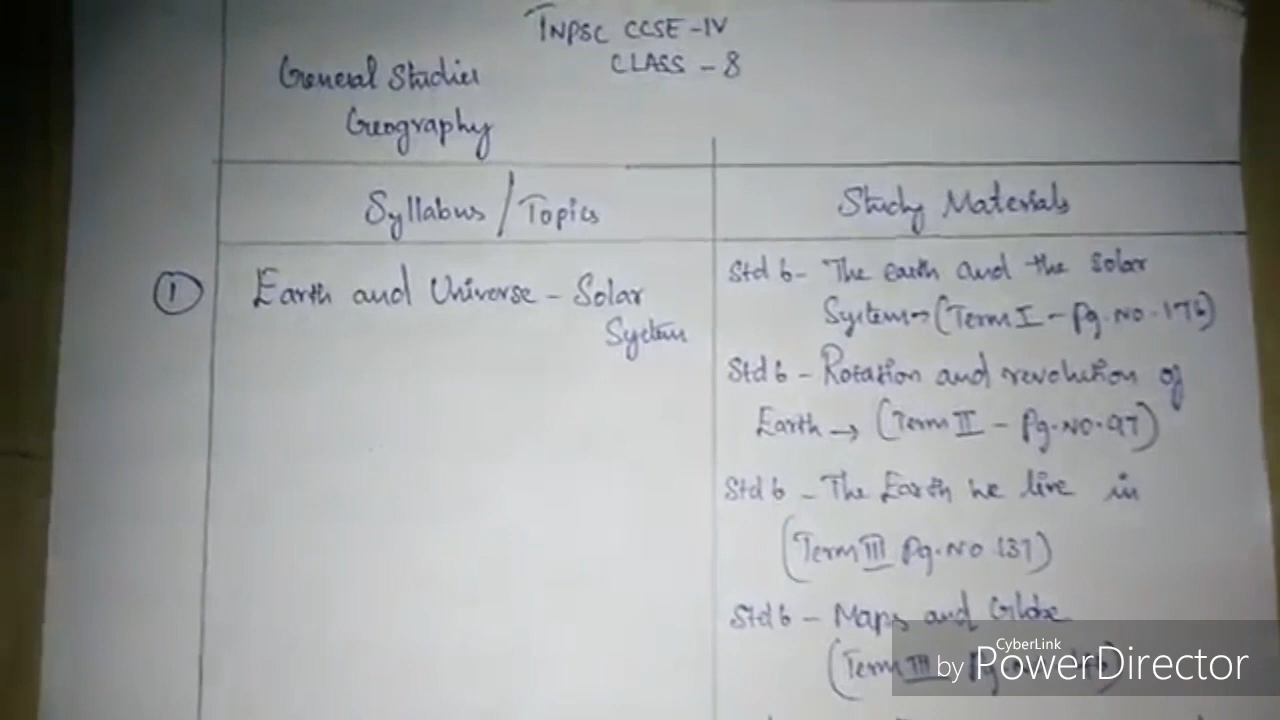 TNPSC CCSE-IV
CLASS - 8
General Studies
Geography
Syllabus / Topics
Study Materials
1
Earth and Universe - Solar
System
Std 6- The earth and the solar
System→ (Term I - Pg.No.176)
Std 6 - Rotation and revolution of
Earth → (Term II - Pg.No.97)
Std 6 - The Earth we live in
(Term III Pg.No 137)
Std 6 - Maps and Globe
(Term III
CyberLink
by PowerDirector